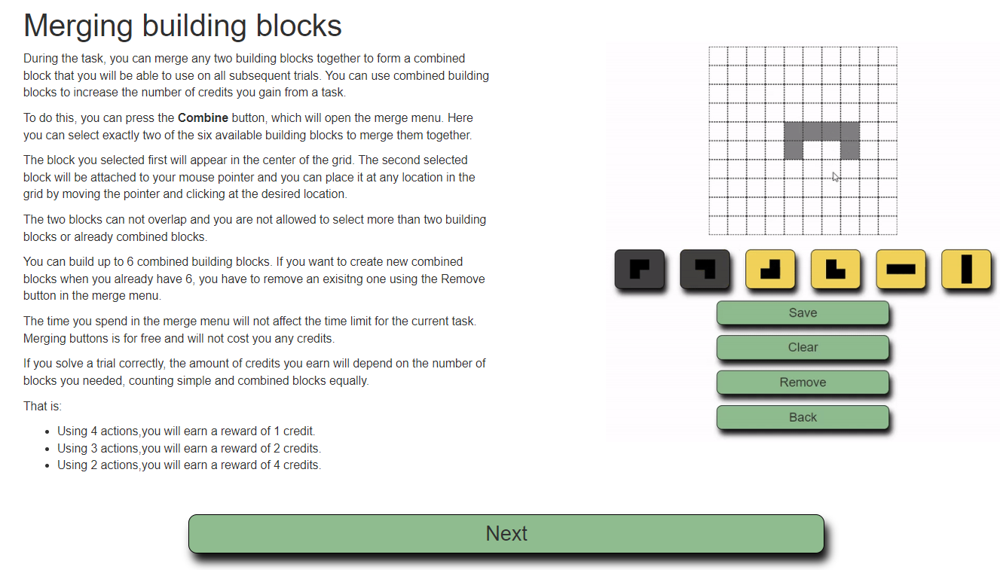 Merging building blocks
During the task, you can merge any two building blocks together to form a combined
block that you will be able to use on all subsequent trials. You can use combined building
blocks to increase the number of credits you gain from a task.
To do this, you can press the Combine button, which will open the merge menu. Here
you can select exactly two of the six available building blocks to merge them together.
The block you selected first will appear in the center of the grid. The second selected
block will be attached to your mouse pointer and you can place it at any location in the
grid by moving the pointer and clicking at the desired location.
The two blocks can not overlap and you are not allowed to select more than two building
blocks or already combined blocks.
You can build up to 6 combined building blocks. If you want to create new combined
blocks when you already have 6, you have to remove an exisitng one using the Remove
button in the merge menu.
The time you spend in the merge menu will not affect the time limit for the current task.
Merging buttons is for free and will not cost you any credits.
If you solve a trial correctly, the amount of credits you earn will depend on the number of
blocks you needed, counting simple and combined blocks equally.
That is:
• Using 4 actions,you will earn a reward of 1 credit.
• Using 3 actions,you will earn a reward of 2 credits.
• Using 2 actions,you will earn a reward of 4 credits.
Save
Clear
Remove
Back
Next